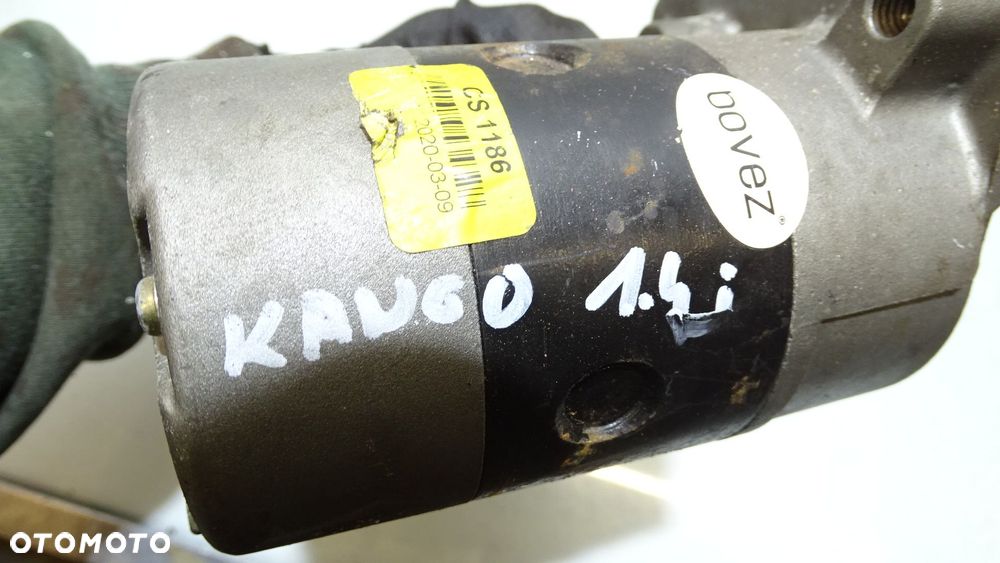 CS 1186
2020-03-09
bovez®
KANGO 1.4i
OTOMOTO